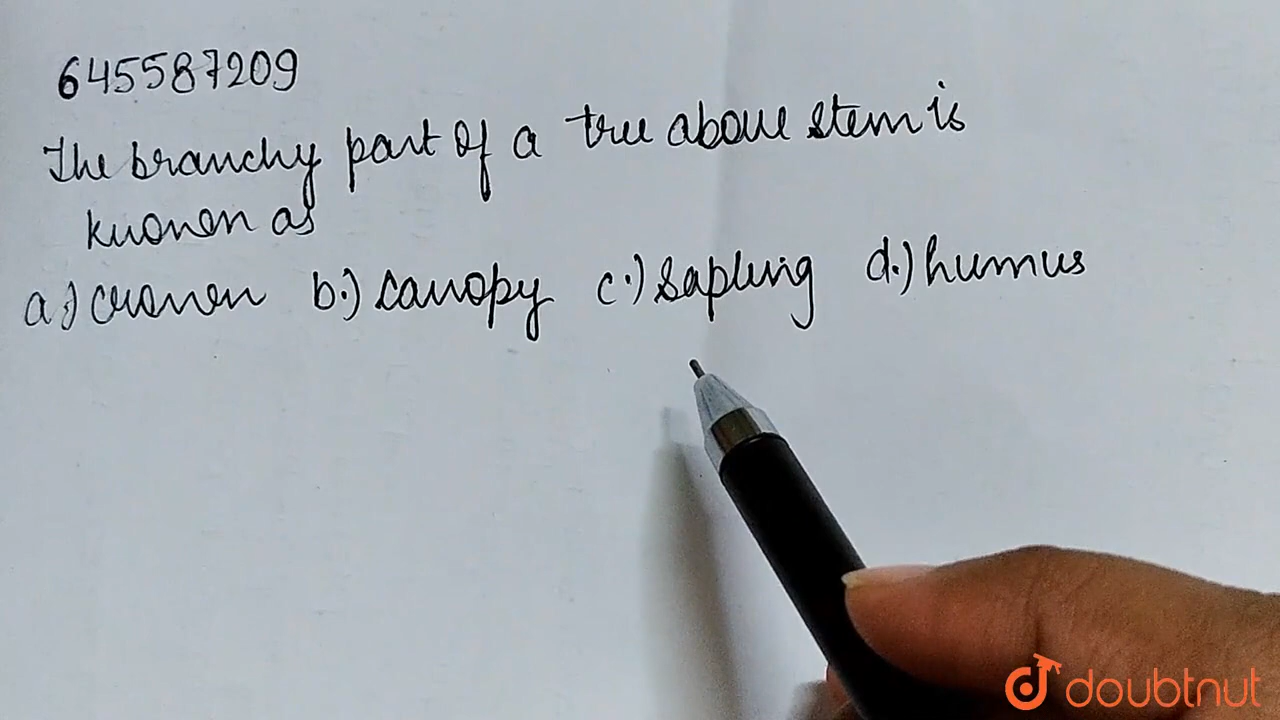 645587209
The branchy part of a tree above stem is
known as
a.) crown b.) canopy c.) sapling d.) humus
doubtnut